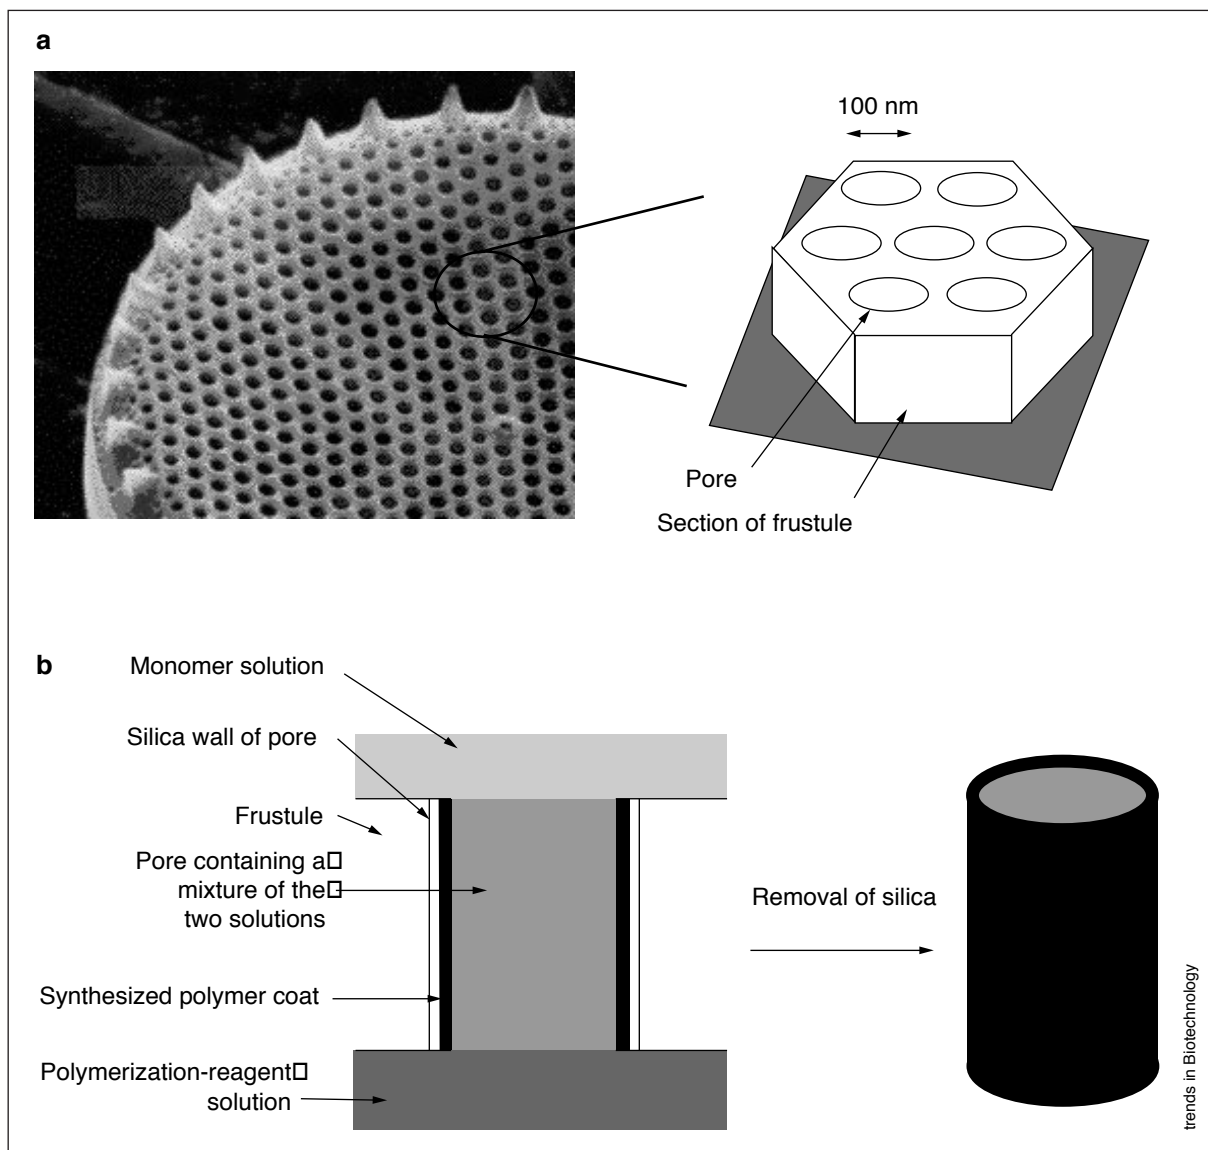 a
100 nm
Pore
Section of frustule
b
Monomer solution
Silica wall of pore
Frustule
Pore containing a□
mixture of the□
two solutions
Removal of silica
Synthesized polymer coat
Polymerization-reagent□
solution
trends in Biotechnology